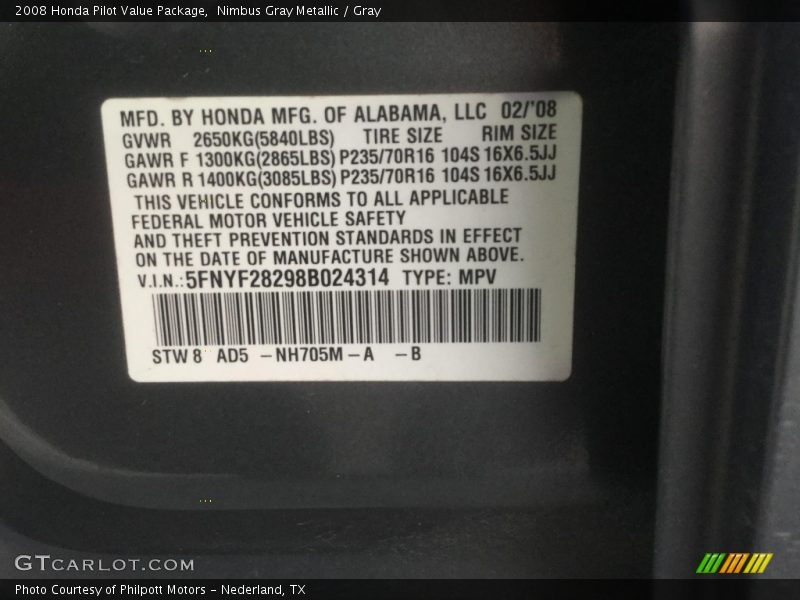 2008 Honda Pilot Value Package,  Nimbus Gray Metallic / Gray
MFD. BY HONDA MFG. OF ALABAMA, LLC 02/'08
GVWR 2650KG(5840LBS) TIRE SIZE RIM SIZE
GAWR F 1300KG(2865LBS) P235/70R16 104S 16X6.5JJ
GAWR R 1400KG(3085LBS) P235/70R16 104S 16X6.5JJ
THIS VEHICLE CONFORMS TO ALL APPLICABLE
FEDERAL MOTOR VEHICLE SAFETY
AND THEFT PREVENTION STANDARDS IN EFFECT
ON THE DATE OF MANUFACTURE SHOWN ABOVE.
V.I.N.: 5FNYF28298B024314 TYPE: MPV
STW 8 AD5 –NH705M–A –B
GTCARLOT.COM
Photo Courtesy of Philpott Motors - Nederland, TX